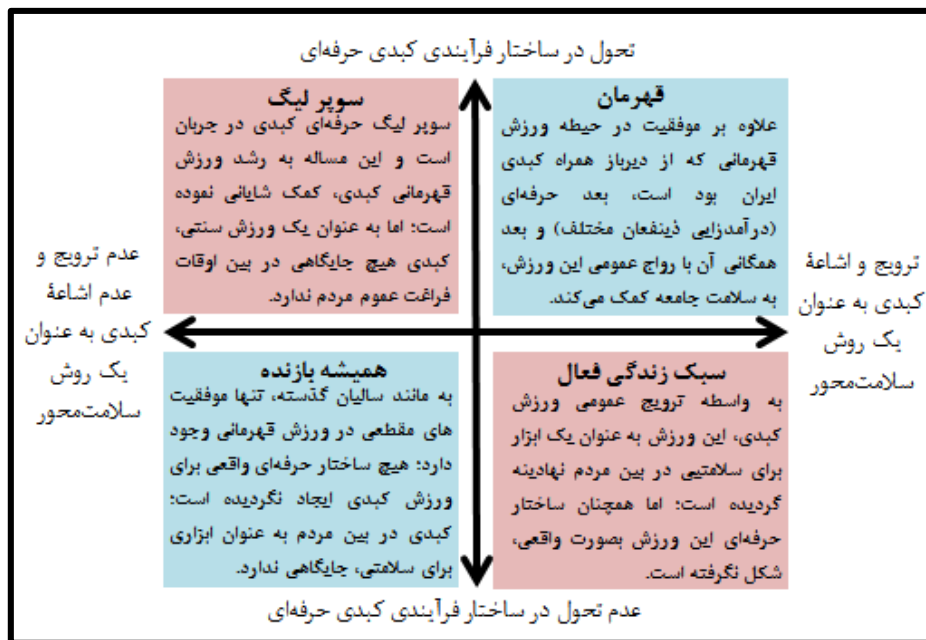 تحول در ساختار فرآیندی کبدی حرفه‌ای
قهرمان
علاوه بر موفقیت در حیطه ورزش
قهرمانی که از دیرباز همراه کبدی
ایران بود است، بعد حرفه‌ای
(درآمدزایی ذینفعان مختلف) و بعد
همگانی آن با رواج عمومی این ورزش،
به سلامت جامعه کمک می‌کند.
سوپر لیگ
سوپر لیگ حرفه‌ای کبدی در جریان
است و این مساله به رشد ورزش
قهرمانی کبدی، کمک شایانی نموده
است؛ اما به عنوان یک ورزش سنتی،
کبدی هیچ جایگاهی در بین اوقات
فراغت عموم مردم ندارد.
ترویج و اشاعهٔ
کبدی به عنوان
یک روش
سلامت‌محور
عدم ترویج و
عدم اشاعهٔ
کبدی به عنوان
یک روش
سلامت‌محور
سبک زندگی فعال
به واسطه ترویج عمومی ورزش
کبدی، این ورزش به عنوان یک ابزار
برای سلامتیی در بین مردم نهادینه
گردیده است؛ اما همچنان ساختار
حرفه‌ای این ورزش بصورت واقعی،
شکل نگرفته است.
همیشه بازنده
به مانند سالیان گذسته، تنها موفقیت
های مقطعی در ورزش قهرمانی وجود
دارد؛ هیچ ساختار حرفه‌ای واقعی برای
ورزش کبدی ایجاد نگردیده است؛
کبدی در بین مردم به عنوان ابزاری
برای سلامتی، جایگاهی ندارد.
عدم تحول در ساختار فرآیندی کبدی حرفه‌ای